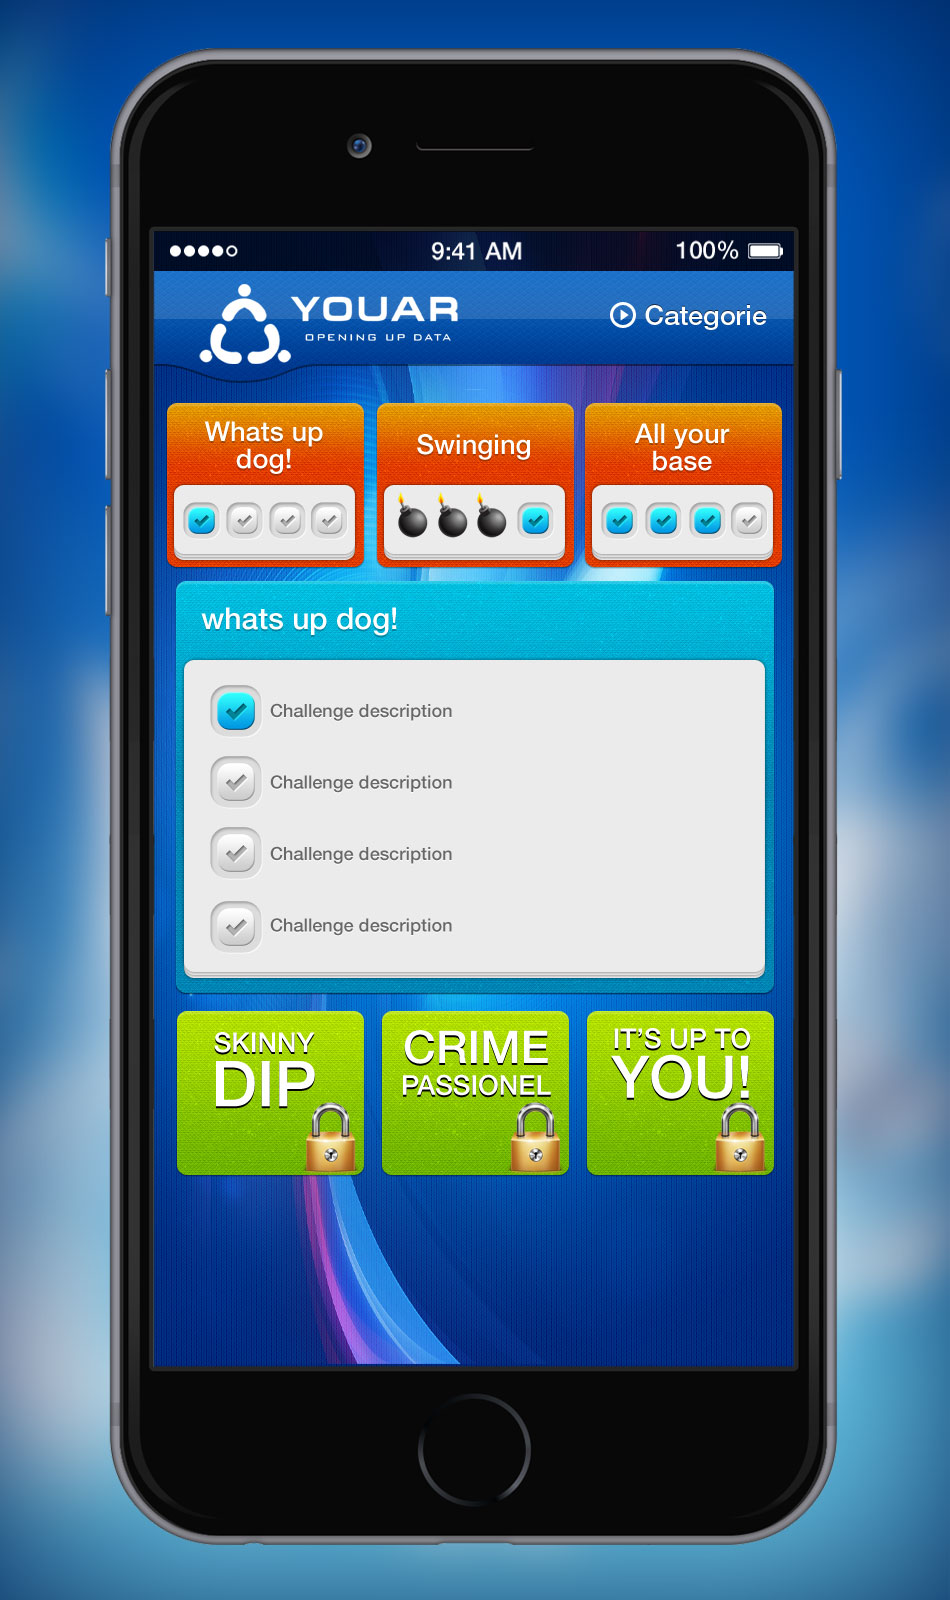 9:41 AM
100%
YOUAR
OPENING UP DATA
Categorie
Whats up
dog!
Swinging
All your
base
whats up dog!
Challenge description
Challenge description
Challenge description
Challenge description
SKINNY
DIP
CRIME
PASSIONEL
IT'S UP TO
YOU!